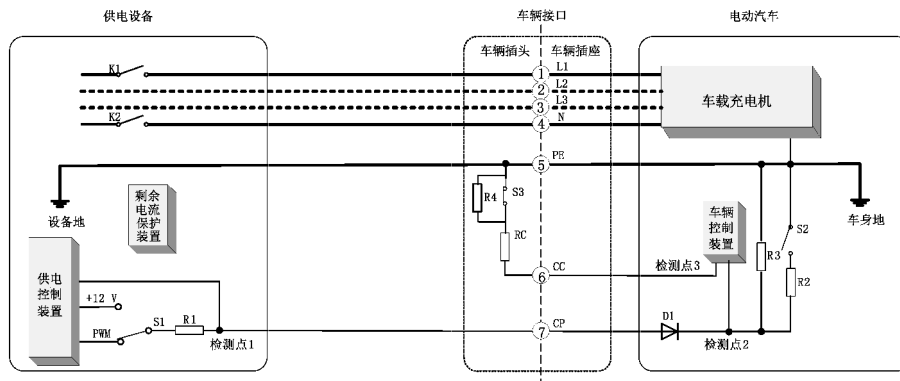 供电设备
车辆接口
电动汽车
车辆插头
车辆插座
K1
1
L1
2
L2
3
L3
K2
4
N
车载充电机
5
PE
设备地
剩余
电流
保护
装置
R4
S3
RC
车辆
控制
装置
S2
车身地
R3
R2
6
CC
检测点3
供电
控制
装置
+12 V
PWM
S1
R1
检测点1
7
CP
D1
检测点2